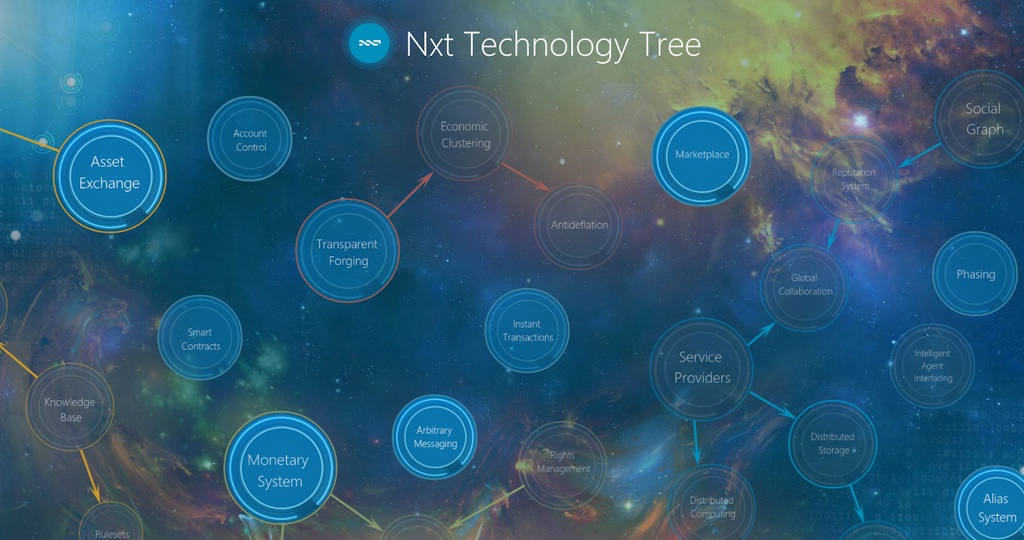 Nxt Technology Tree
Asset
Exchange
Account
Control
Economic
Clustering
Marketplace
Social
Graph
Reputation
System
Transparent
Forging
Antideflation
Global
Collaboration
Phasing
Smart
Contracts
Instant
Transactions
Service
Providers
Intelligent
Agent
Interfacing
Knowledge
Base
Monetary
System
Arbitrary
Messaging
Rights
Management
Distributed
Storage
Distributed
Computing
Alias
System
Rulesets